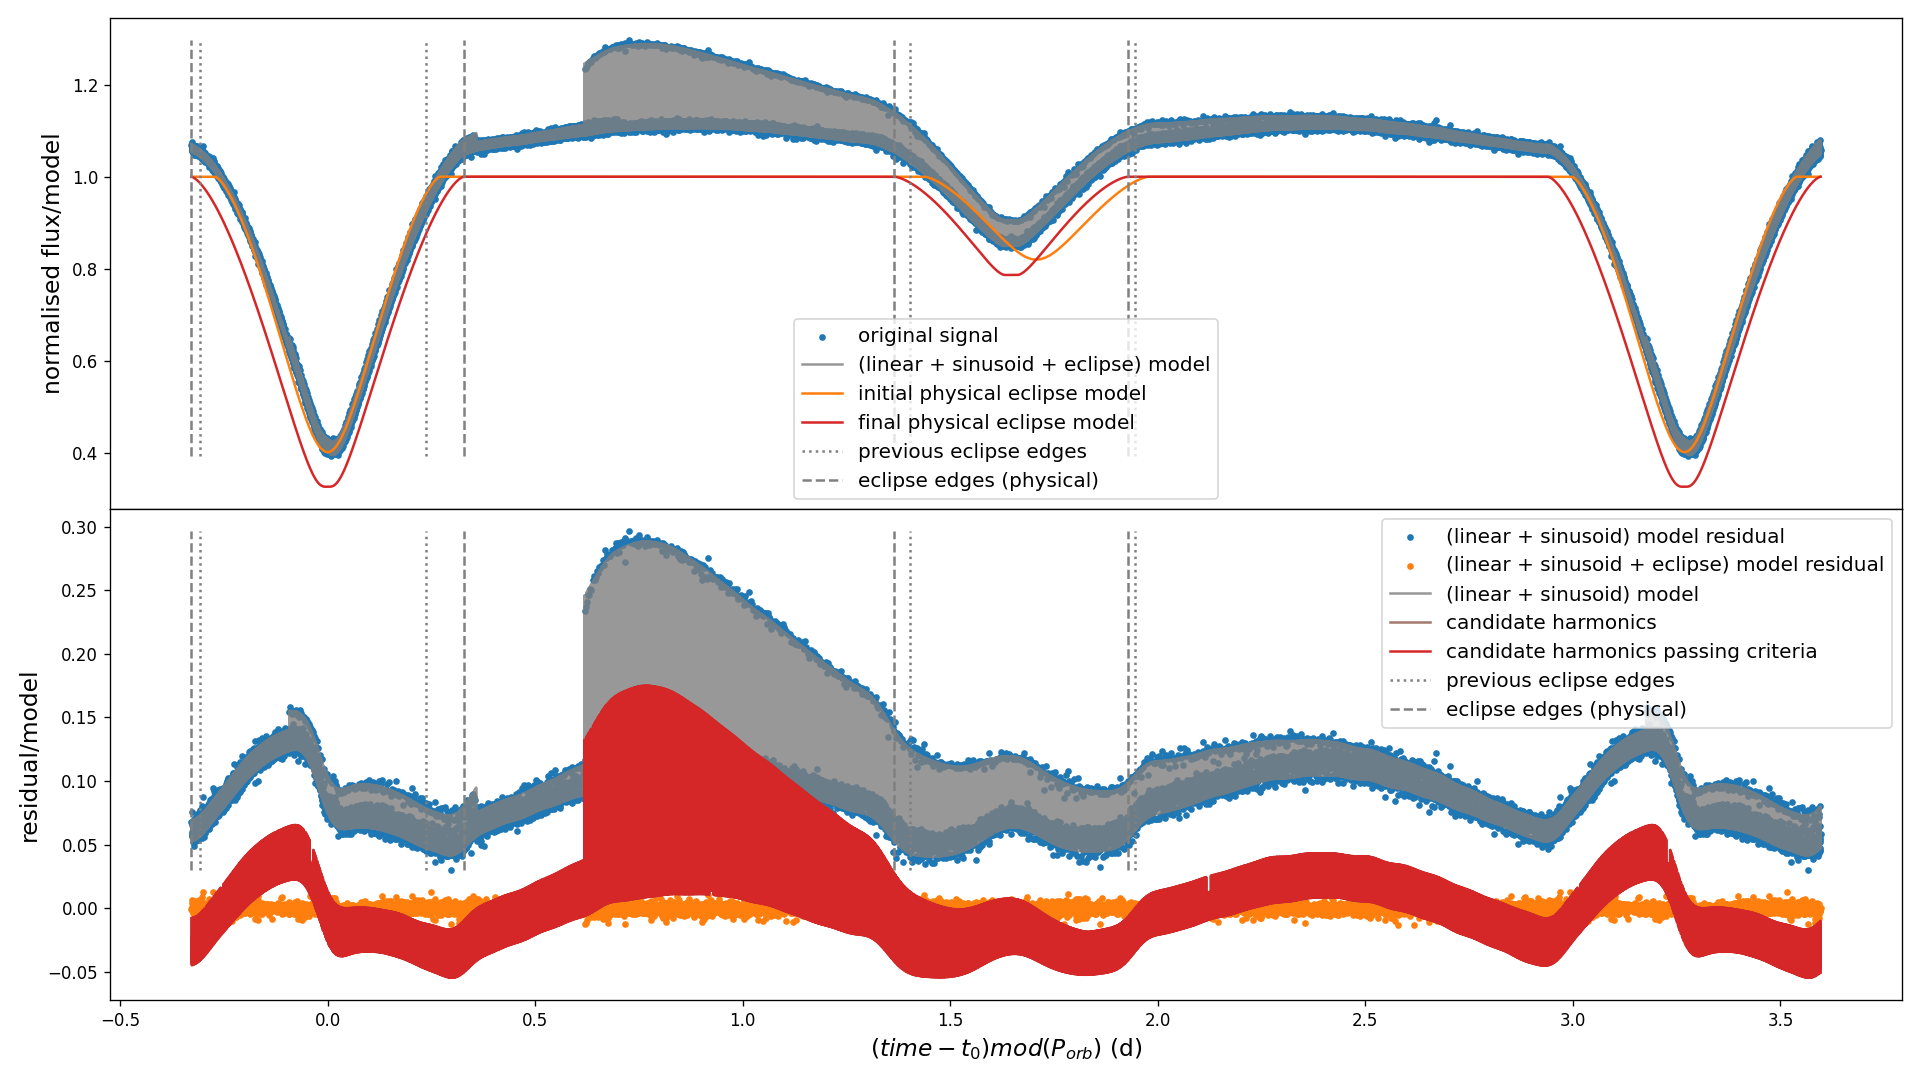 normalised flux/model
1.2
1.0
0.8
0.6
0.4
original signal
(linear + sinusoid + eclipse) model
initial physical eclipse model
final physical eclipse model
previous eclipse edges
eclipse edges (physical)
residual/model
0.30
0.25
0.20
0.15
0.10
0.05
0.00
−0.05
(linear + sinusoid) model residual
(linear + sinusoid + eclipse) model residual
(linear + sinusoid) model
candidate harmonics
candidate harmonics passing criteria
previous eclipse edges
eclipse edges (physical)
−0.5 0.0 0.5 1.0 1.5 2.0 2.5 3.0 3.5
(time − t₀)mod(P_orb) (d)